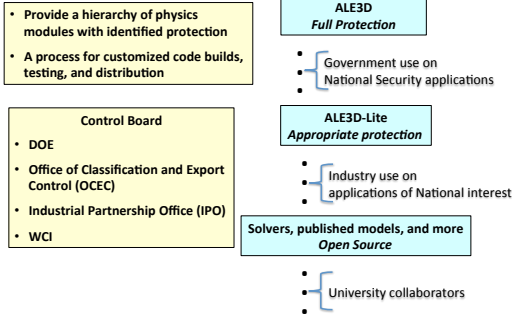 • Provide a hierarchy of physics
modules with identified protection
• A process for customized code builds,
testing, and distribution
Control Board
• DOE
• Office of Classification and Export
Control (OCEC)
• Industrial Partnership Office (IPO)
• WCI
ALE3D
Full Protection
Government use on
National Security applications
ALE3D-Lite
Appropriate protection
Industry use on
applications of National interest
Solvers, published models, and more
Open Source
University collaborators